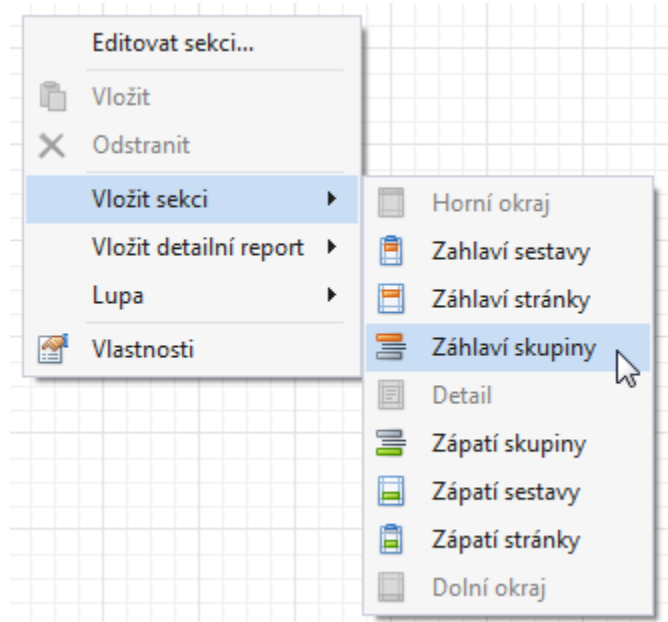 Editovat sekci...
Vložit
Odstranit
Vložit sekci
Vložit detailní report
Lupa
Vlastnosti
Horní okraj
Zahlaví sestavy
Záhlaví stránky
Záhlaví skupiny
Detail
Zápatí skupiny
Zápatí sestavy
Zápatí stránky
Dolní okraj